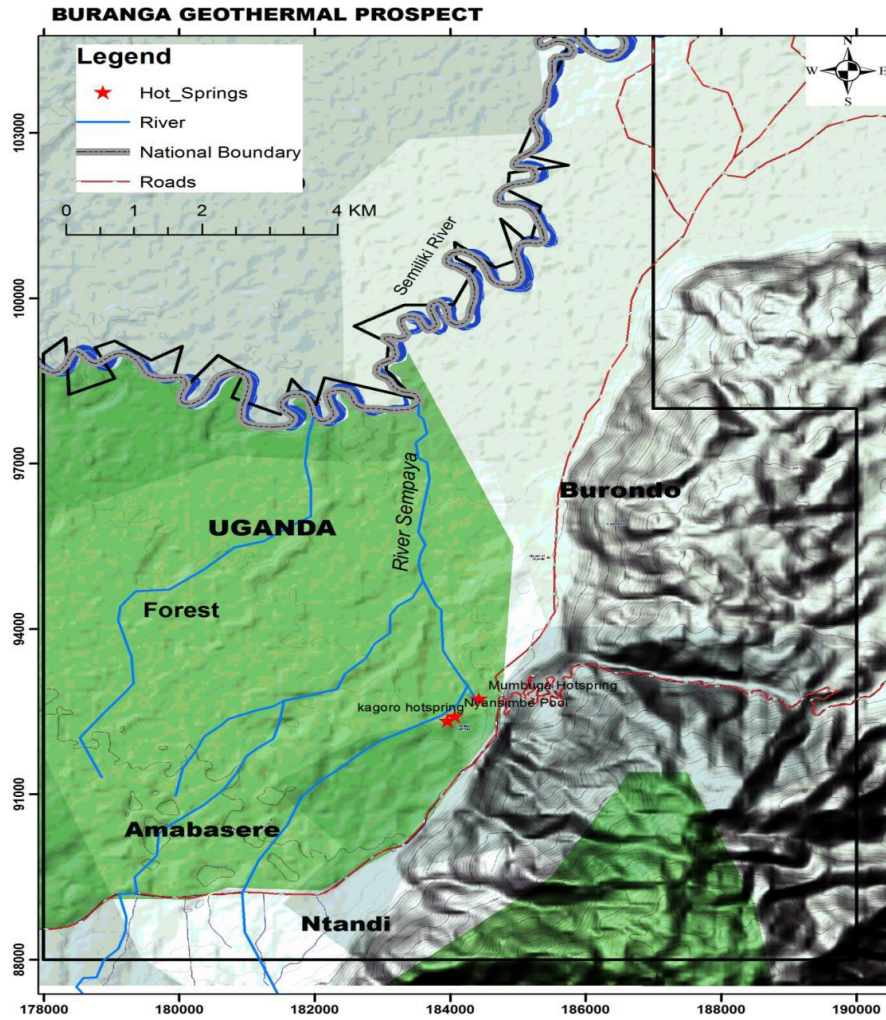 BURANGA GEOTHERMAL PROSPECT
Legend
Hot_Springs
River
National Boundary
Roads
0 1 2 4 KM
N
W E
S
103000
100000
97000
94000
91000
88000
Semiliki River
River Sempaya
Burondo
UGANDA
Forest
Mumbuga Hotspring
Nyansimbe Pool
kagoro hotspring
Amabasere
Ntandi
178000 180000 182000 184000 186000 188000 190000